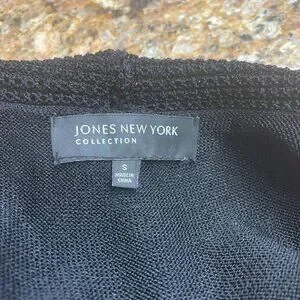 JONES NEW YORK
COLLECTION
S
MADE IN
CHINA